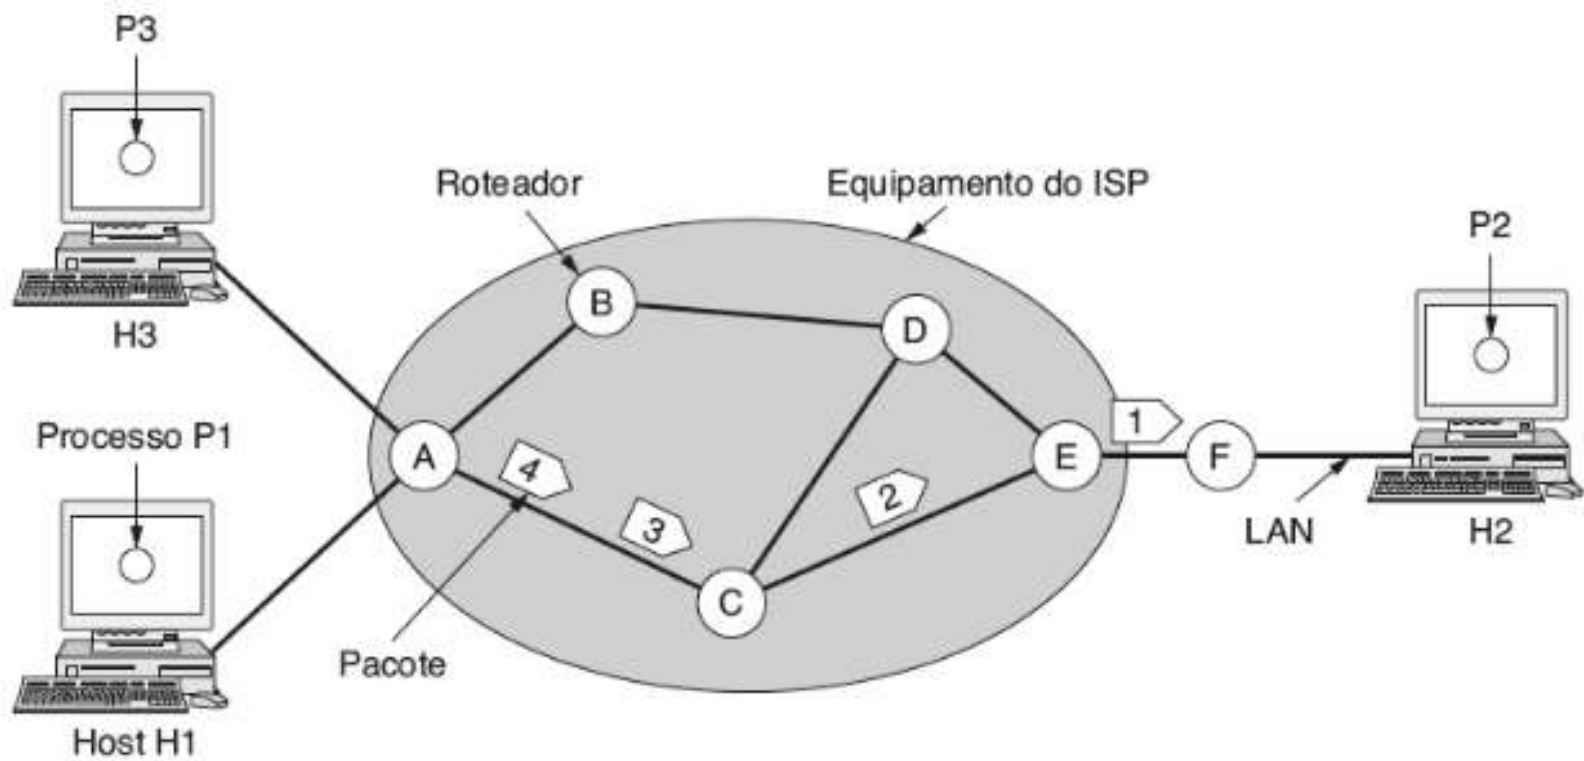 P3
Roteador
Equipamento do ISP
P2
B
D
H3
Processo P1
A
4
3
2
1
E
F
LAN
H2
C
Pacote
Host H1